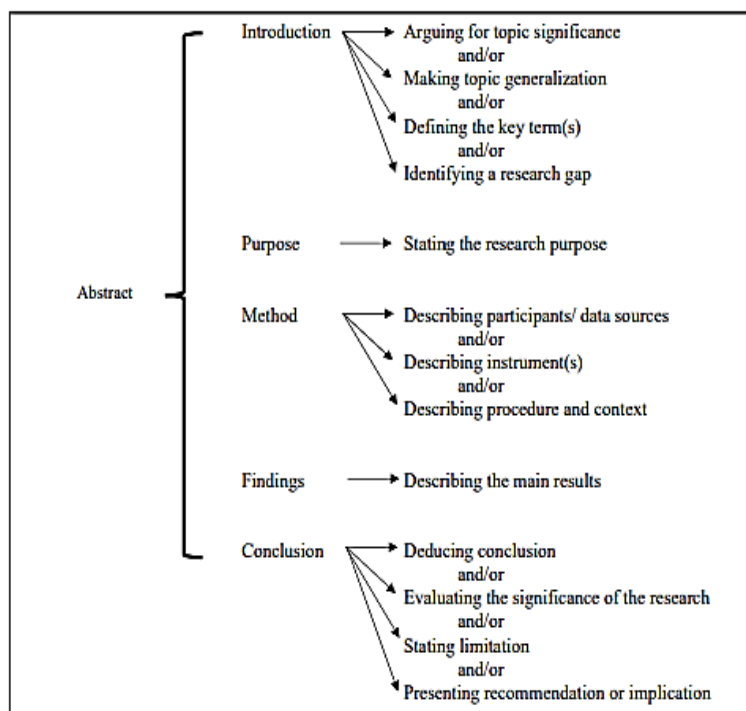 Introduction
Arguing for topic significance
and/or
Making topic generalization
and/or
Defining the key term(s)
and/or
Identifying a research gap
Purpose
Stating the research purpose
Abstract
Method
Describing participants/ data sources
and/or
Describing instrument(s)
and/or
Describing procedure and context
Findings
Describing the main results
Conclusion
Deducing conclusion
and/or
Evaluating the significance of the research
and/or
Stating limitation
and/or
Presenting recommendation or implication